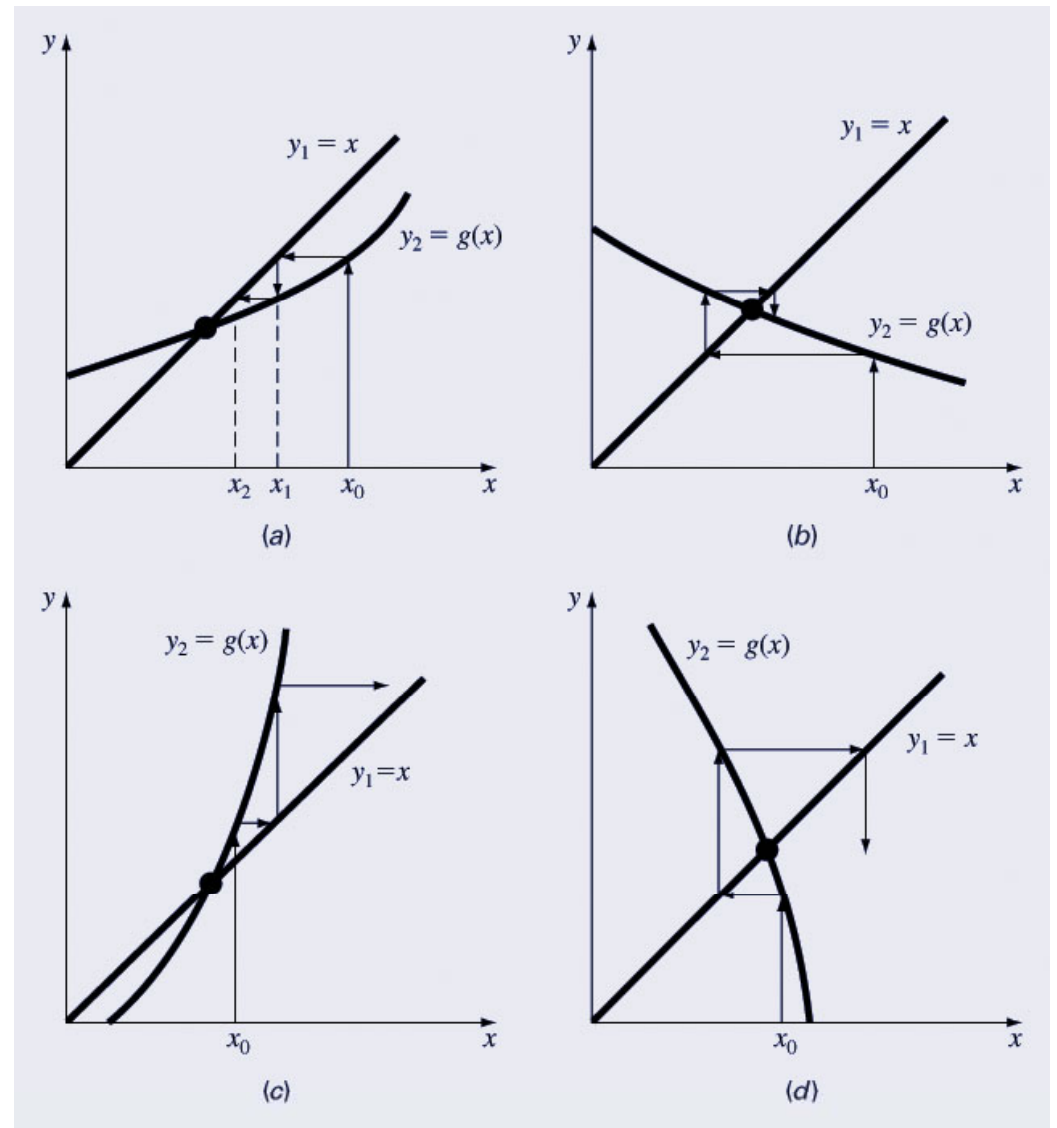 y
y₁ = x
y₂ = g(x)
x₂ x₁ x₀ x
(a)
y
y₁ = x
y₂ = g(x)
x₀ x
(b)
y
y₂ = g(x)
y₁=x
x₀ x
(c)
y
y₂ = g(x)
y₁ = x
x₀ x
(d)